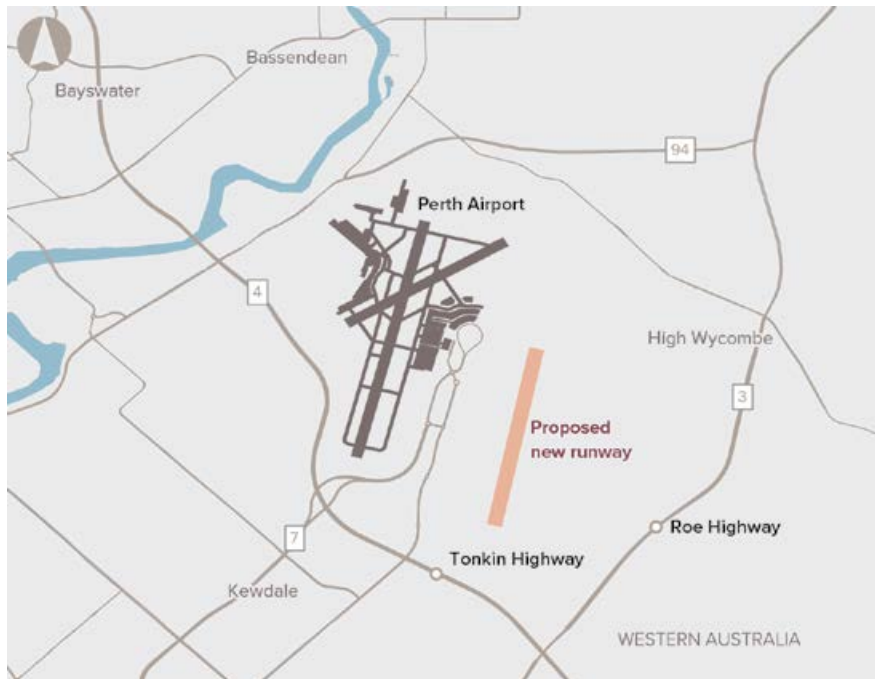 Bassendean
Bayswater
94
Perth Airport
4
High Wycombe
3
Proposed
new runway
Roe Highway
7
Tonkin Highway
Kewdale
WESTERN AUSTRALIA